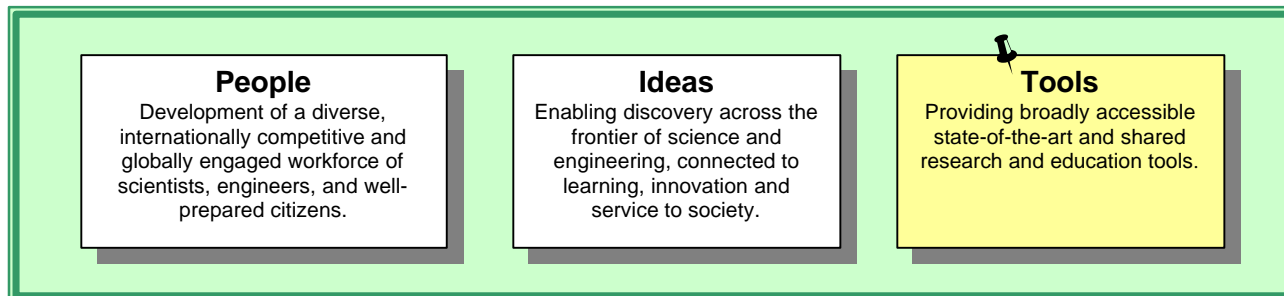 People
Development of a diverse,
internationally competitive and
globally engaged workforce of
scientists, engineers, and well-
prepared citizens.
Ideas
Enabling discovery across the
frontier of science and
engineering, connected to
learning, innovation and
service to society.
Tools
Providing broadly accessible
state-of-the-art and shared
research and education tools.